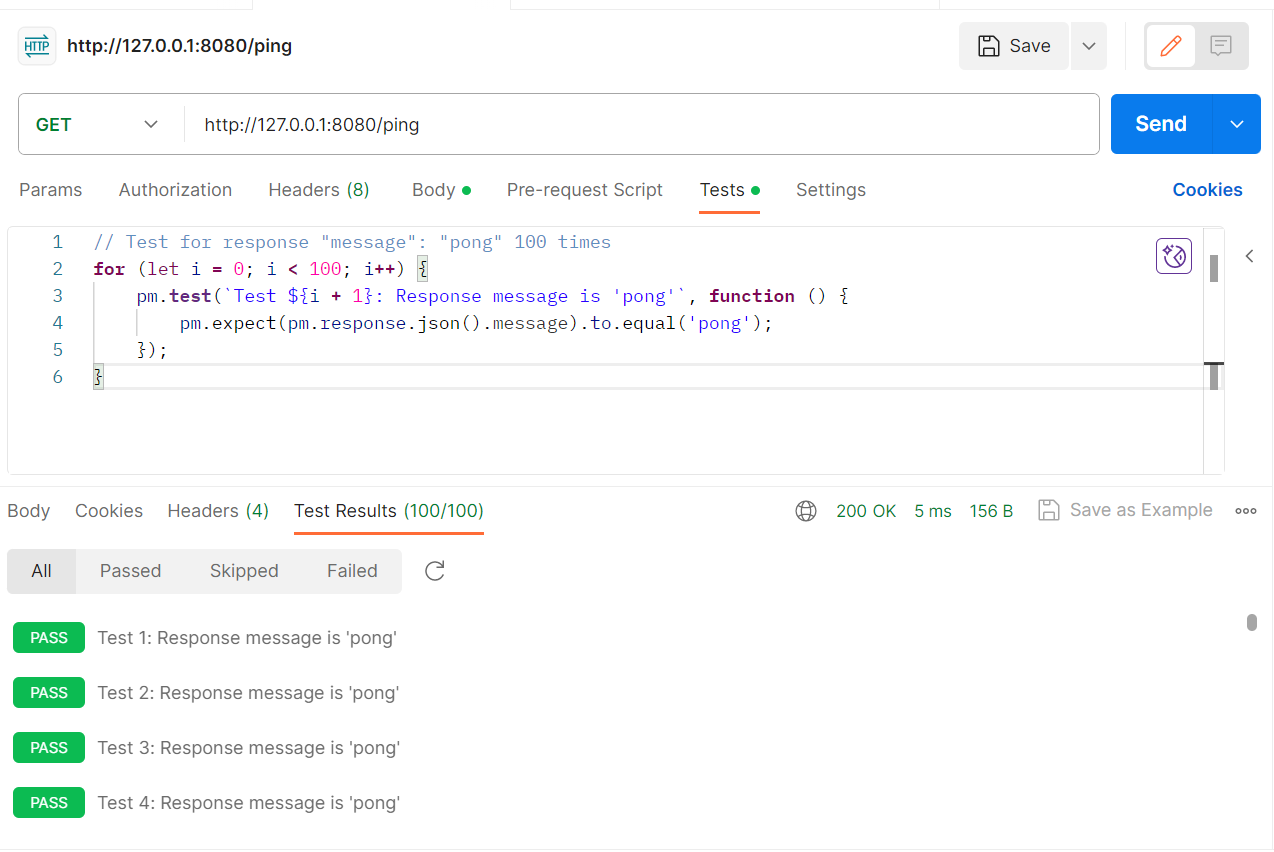 HTTP http://127.0.0.1:8080/ping Save
GET http://127.0.0.1:8080/ping Send
Params Authorization Headers (8) Body Pre-request Script Tests Settings Cookies
1 // Test for response "message": "pong" 100 times
2 for (let i = 0; i < 100; i++) {
3 pm.test(`Test ${i + 1}: Response message is 'pong'`, function () {
4 pm.expect(pm.response.json().message).to.equal('pong');
5 });
6 }
Body Cookies Headers (4) Test Results (100/100) 200 OK 5 ms 156 B Save as Example
All Passed Skipped Failed
PASS Test 1: Response message is 'pong'
PASS Test 2: Response message is 'pong'
PASS Test 3: Response message is 'pong'
PASS Test 4: Response message is 'pong'